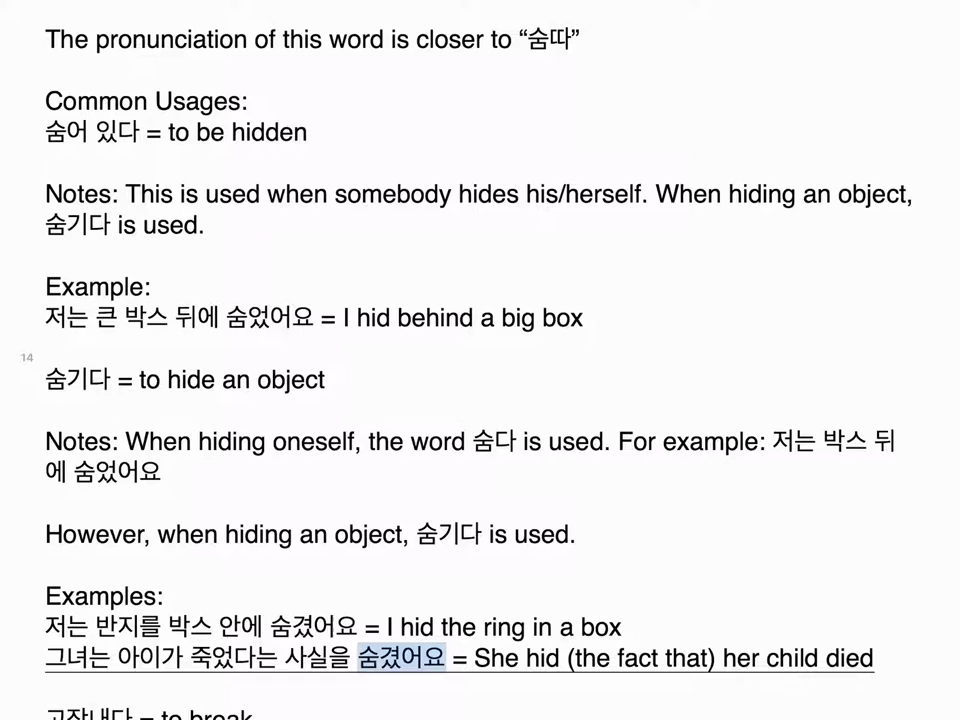 The pronunciation of this word is closer to “숨따”
Common Usages:
숨어 있다 = to be hidden
Notes: This is used when somebody hides his/herself. When hiding an object,
숨기다 is used.
Example:
저는 큰 박스 뒤에 숨었어요 = I hid behind a big box
14
숨기다 = to hide an object
Notes: When hiding oneself, the word 숨다 is used. For example: 저는 박스 뒤
에 숨었어요
However, when hiding an object, 숨기다 is used.
Examples:
저는 반지를 박스 안에 숨겼어요 = I hid the ring in a box
그녀는 아이가 죽었다는 사실을 숨겼어요 = She hid (the fact that) her child died
고장내다 = to break